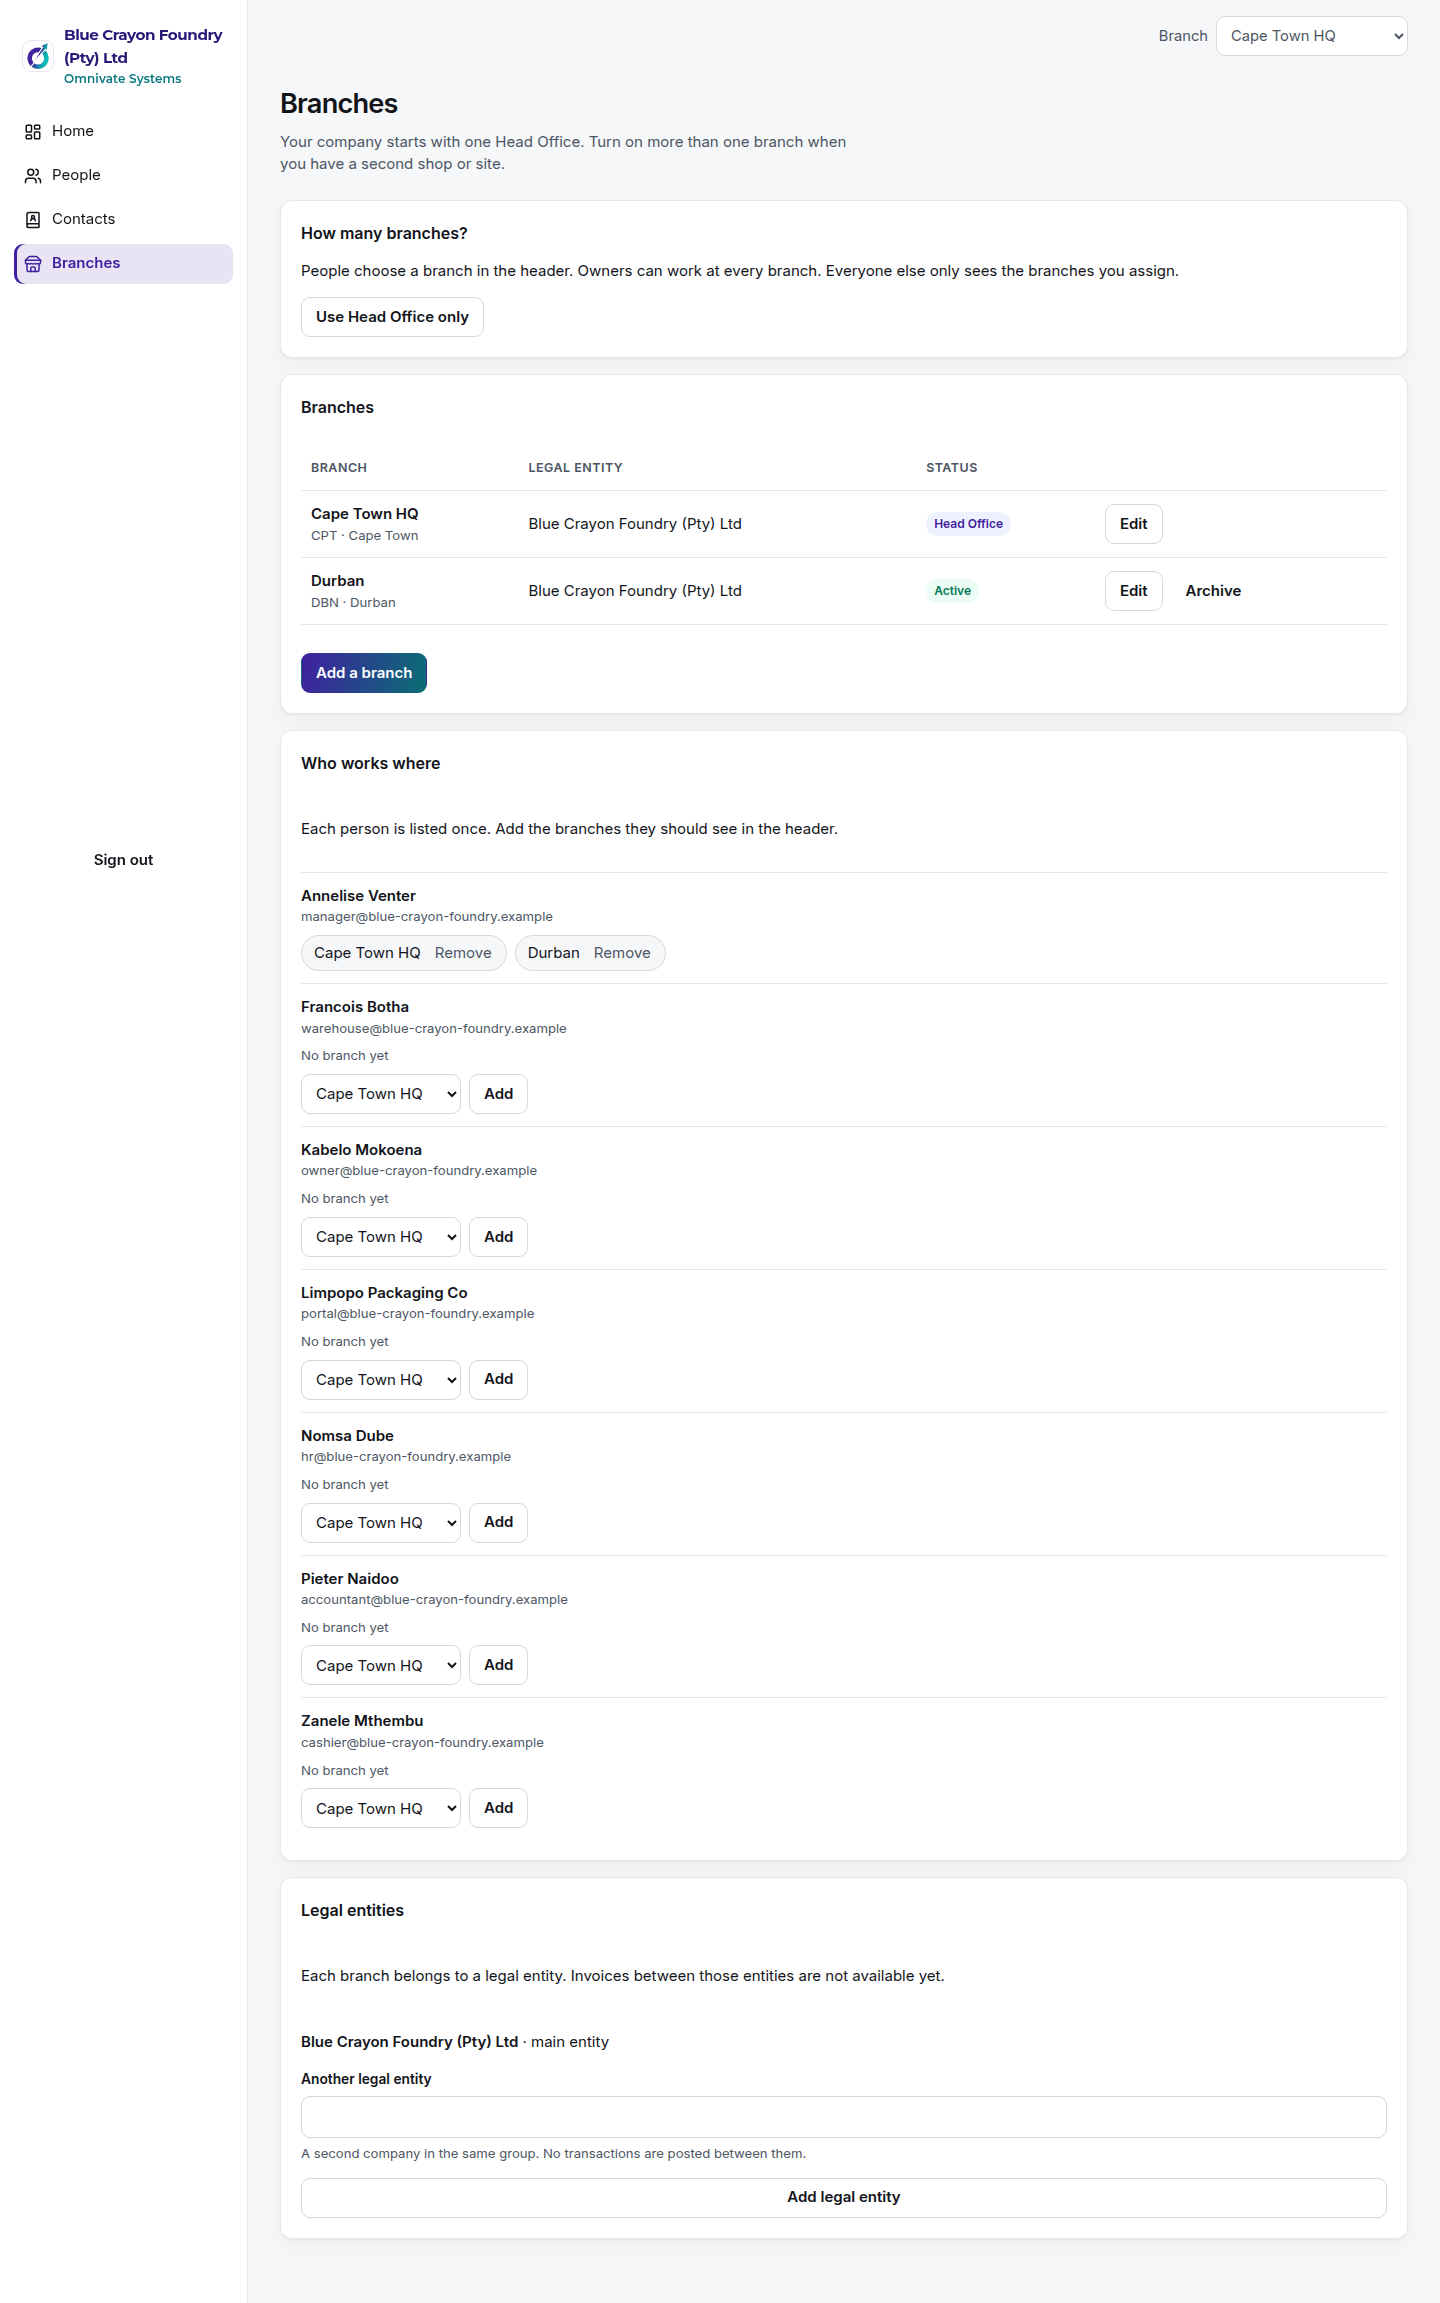 Blue Crayon Foundry
(Pty) Ltd
Omnivate Systems
Home
People
Contacts
Branches
Sign out
Branch Cape Town HQ
Branches
Your company starts with one Head Office. Turn on more than one branch when
you have a second shop or site.
How many branches?
People choose a branch in the header. Owners can work at every branch. Everyone else only sees the branches you assign.
Use Head Office only
Branches
BRANCH LEGAL ENTITY STATUS
Cape Town HQ
CPT · Cape Town
Blue Crayon Foundry (Pty) Ltd
Head Office
Edit
Durban
DBN · Durban
Blue Crayon Foundry (Pty) Ltd
Active
Edit Archive
Add a branch
Who works where
Each person is listed once. Add the branches they should see in the header.
Annelise Venter
manager@blue-crayon-foundry.example
Cape Town HQ Remove Durban Remove
Francois Botha
warehouse@blue-crayon-foundry.example
No branch yet
Cape Town HQ Add
Kabelo Mokoena
owner@blue-crayon-foundry.example
No branch yet
Cape Town HQ Add
Limpopo Packaging Co
portal@blue-crayon-foundry.example
No branch yet
Cape Town HQ Add
Nomsa Dube
hr@blue-crayon-foundry.example
No branch yet
Cape Town HQ Add
Pieter Naidoo
accountant@blue-crayon-foundry.example
No branch yet
Cape Town HQ Add
Zanele Mthembu
cashier@blue-crayon-foundry.example
No branch yet
Cape Town HQ Add
Legal entities
Each branch belongs to a legal entity. Invoices between those entities are not available yet.
Blue Crayon Foundry (Pty) Ltd · main entity
Another legal entity
A second company in the same group. No transactions are posted between them.
Add legal entity